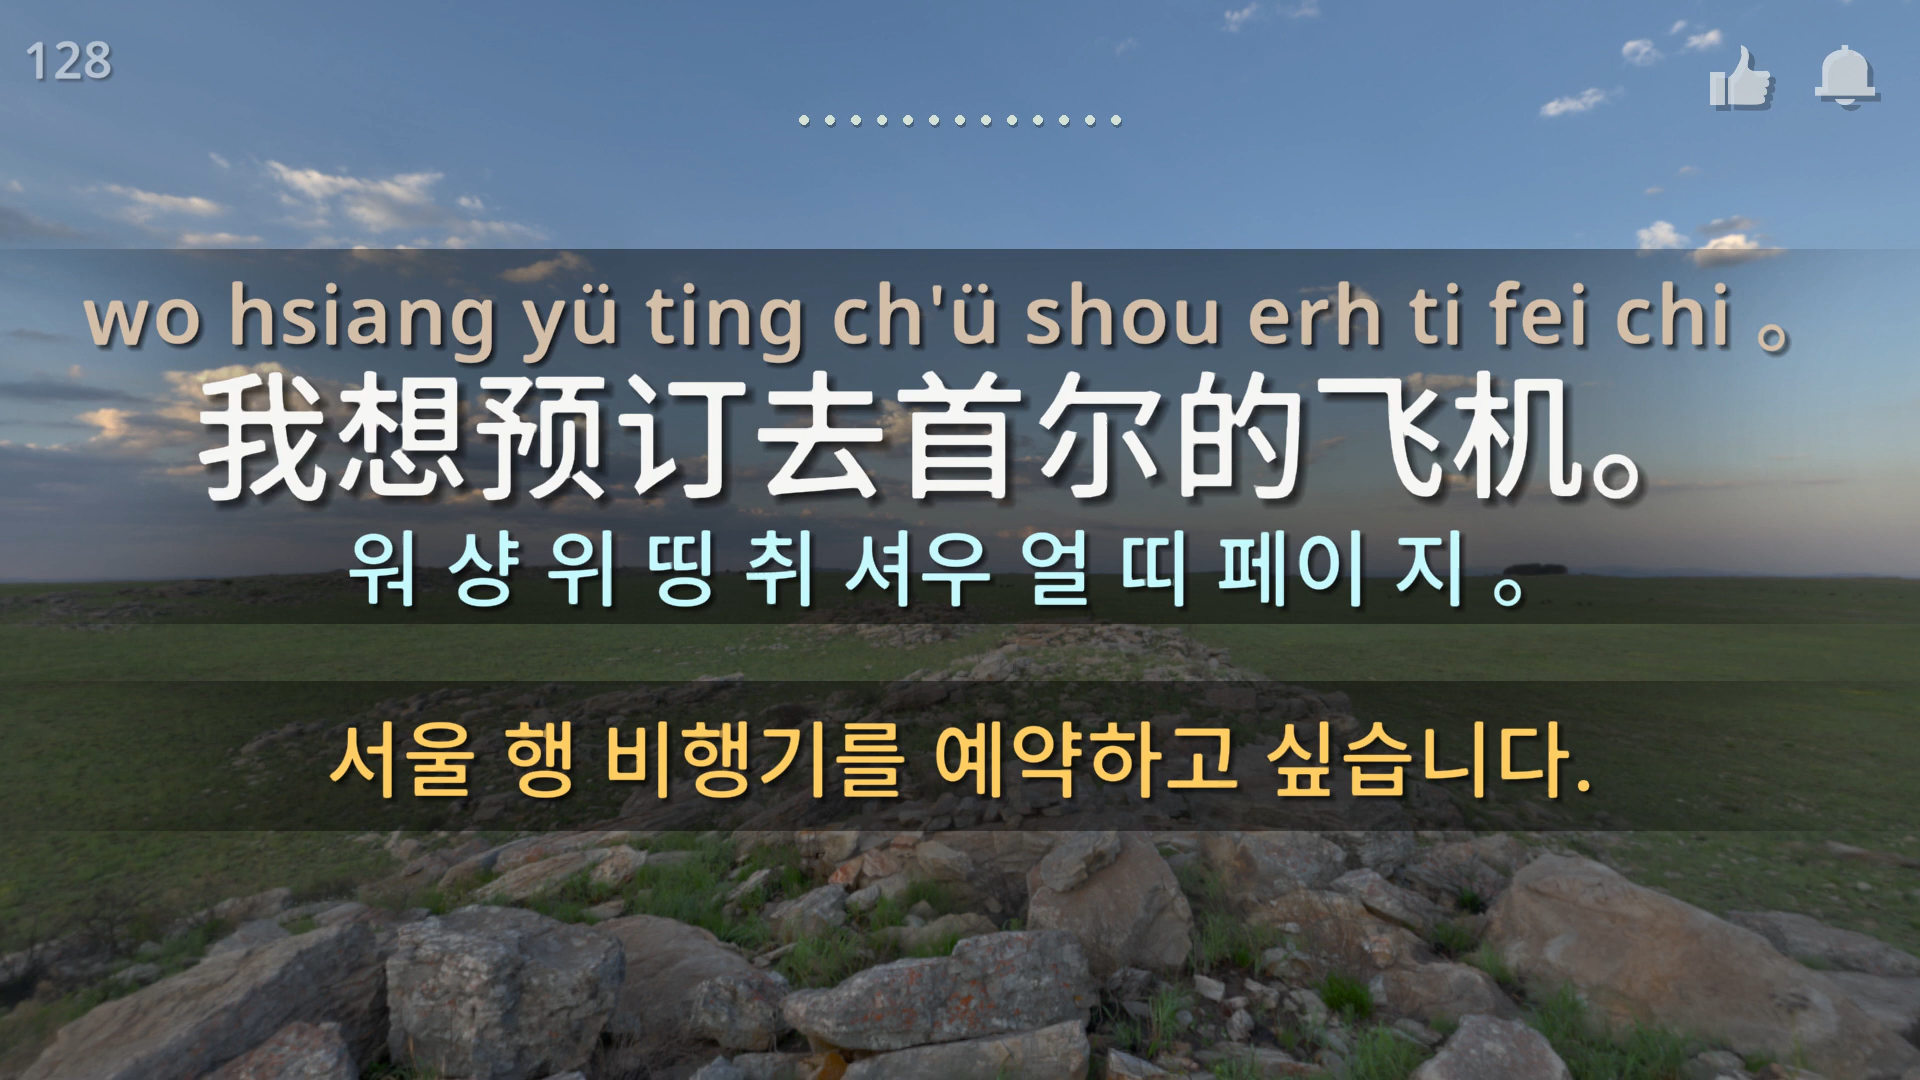 128
wo hsiang yü ting ch'ü shou erh ti fei chi 。
我想预订去首尔的飞机。
워 샹 위 띵 취 셔우 얼 띠 페이 지 。
서울 행 비행기를 예약하고 싶습니다.